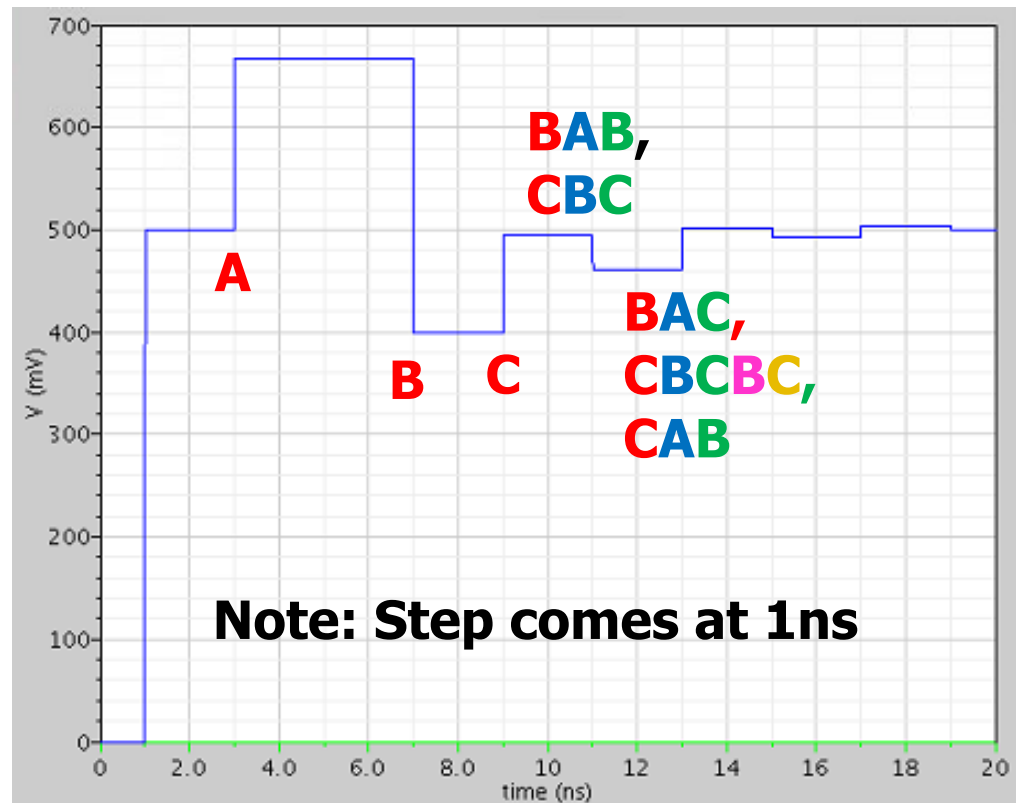 700
600
500
400
300
200
100
0
V (mV)
BAB,
CBC
A
B
C
BAC,
CBCBC,
CAB
Note: Step comes at 1ns
0 2.0 4.0 6.0 8.0 10 12 14 16 18 20
time (ns)